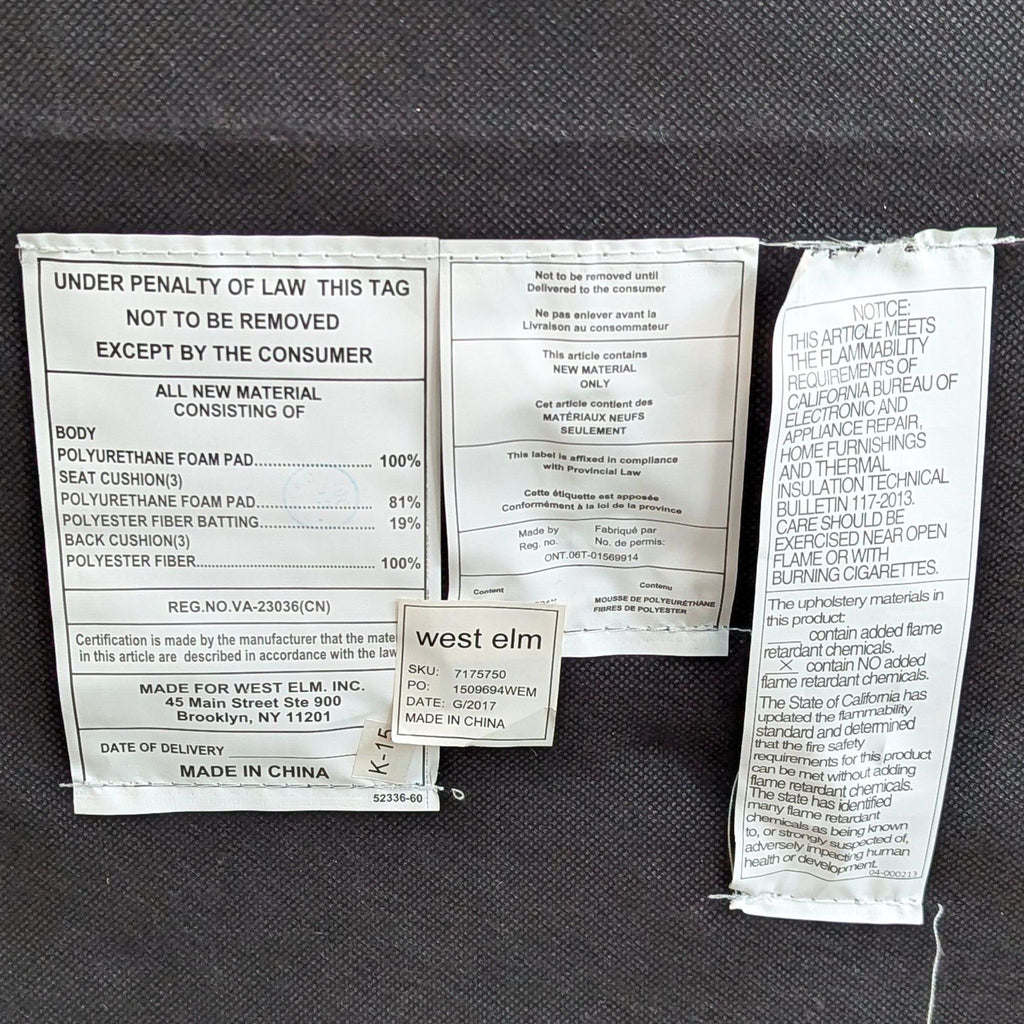 UNDER PENALTY OF LAW THIS TAG
NOT TO BE REMOVED
EXCEPT BY THE CONSUMER
ALL NEW MATERIAL
CONSISTING OF
BODY
POLYURETHANE FOAM PAD............................ 100%
SEAT CUSHION(3)
POLYURETHANE FOAM PAD............................ 81%
POLYESTER FIBER BATTING........................... 19%
BACK CUSHION(3)
POLYESTER FIBER.......................................... 100%
REG.NO.VA-23036(CN)
Certification is made by the manufacturer that the mate
in this article are described in accordance with the law
MADE FOR WEST ELM. INC.
45 Main Street Ste 900
Brooklyn, NY 11201
DATE OF DELIVERY
MADE IN CHINA
52336-60
K-15
west elm
SKU: 7175750
PO: 1509694WEM
DATE: G/2017
MADE IN CHINA
Not to be removed until
Delivered to the consumer
Ne pas enlever avant la
Livraison au consommateur
This article contains
NEW MATERIAL
ONLY
Cet article contient des
MATÉRIAUX NEUFS
SEULEMENT
This label is affixed in compliance
with Provincial Law
Cette étiquette est apposée
Conformément à la loi de la province
Made by Fabriqué par
Reg. no. No. de permis:
ONT.06T-01569914
Content Contenu
MOUSSE DE POLYEURÉTHANE
FIBRES DE POLYESTER
NOTICE:
THIS ARTICLE MEETS
THE FLAMMABILITY
REQUIREMENTS OF
CALIFORNIA BUREAU OF
ELECTRONIC AND
APPLIANCE REPAIR,
HOME FURNISHINGS
AND THERMAL
INSULATION TECHNICAL
BULLETIN 117-2013.
CARE SHOULD BE
EXERCISED NEAR OPEN
FLAME OR WITH
BURNING CIGARETTES.
The upholstery materials in
this product:
____ contain added flame
retardant chemicals.
X contain NO added
flame retardant chemicals.
The State of California has
updated the flammability
standard and determined
that the fire safety
requirements for this product
can be met without adding
flame retardant chemicals.
The state has identified
many flame retardant
chemicals as being known
to, or strongly suspected of,
adversely impacting human
health or development.
04-000213